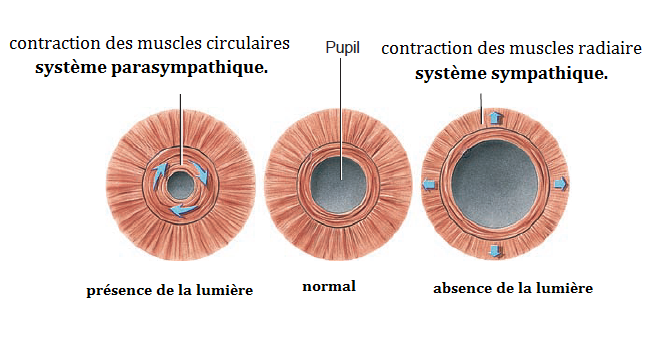 contraction des muscles circulaires
système parasympathique.
Pupil
contraction des muscles radiaire
système sympathique.
présence de la lumière
normal
absence de la lumière